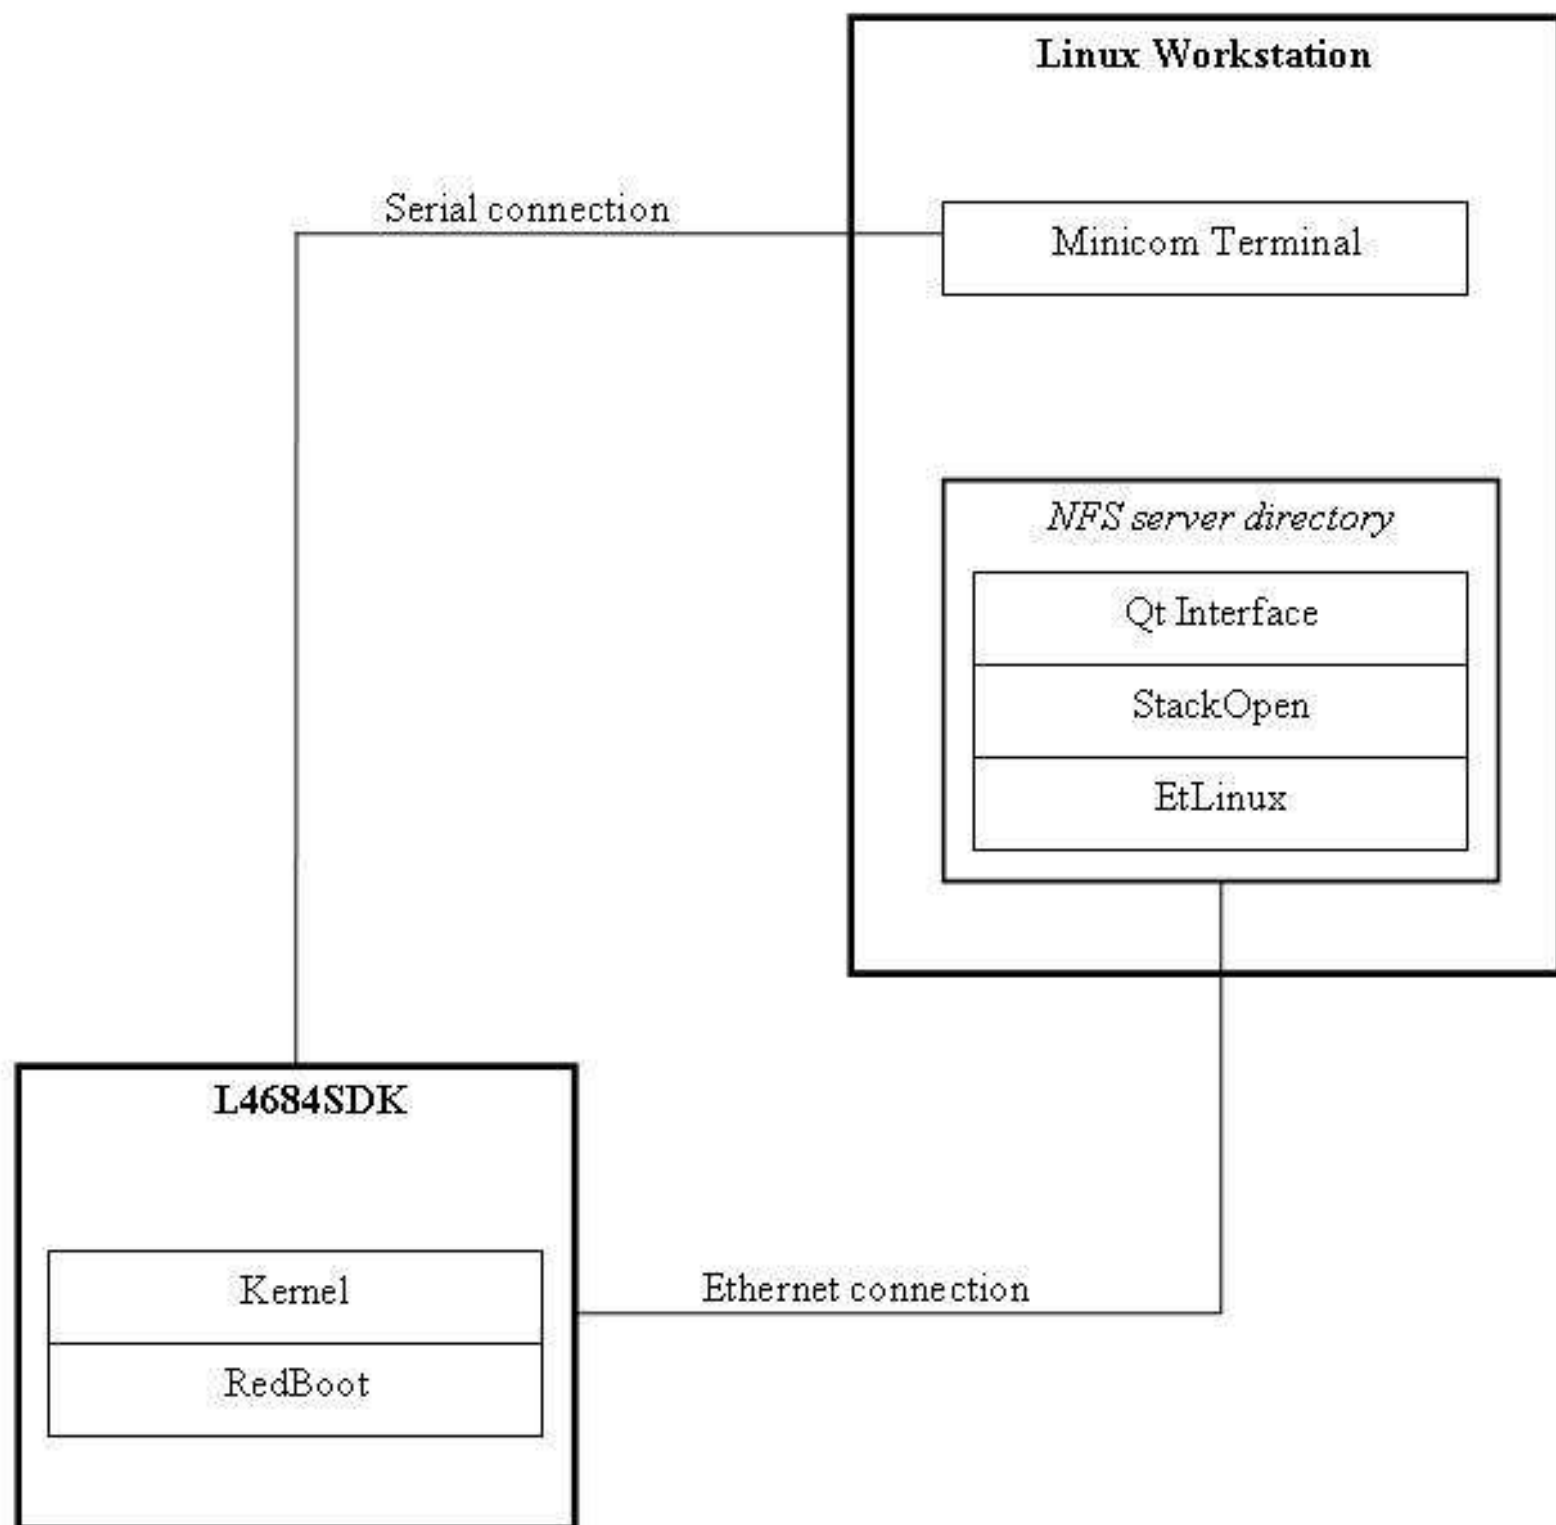 Linux Workstation
Serial connection
Minicom Terminal
NFS server directory
Qt Interface
StackOpen
EtLinux
L4684SDK
Kernel
Ethernet connection
RedBoot